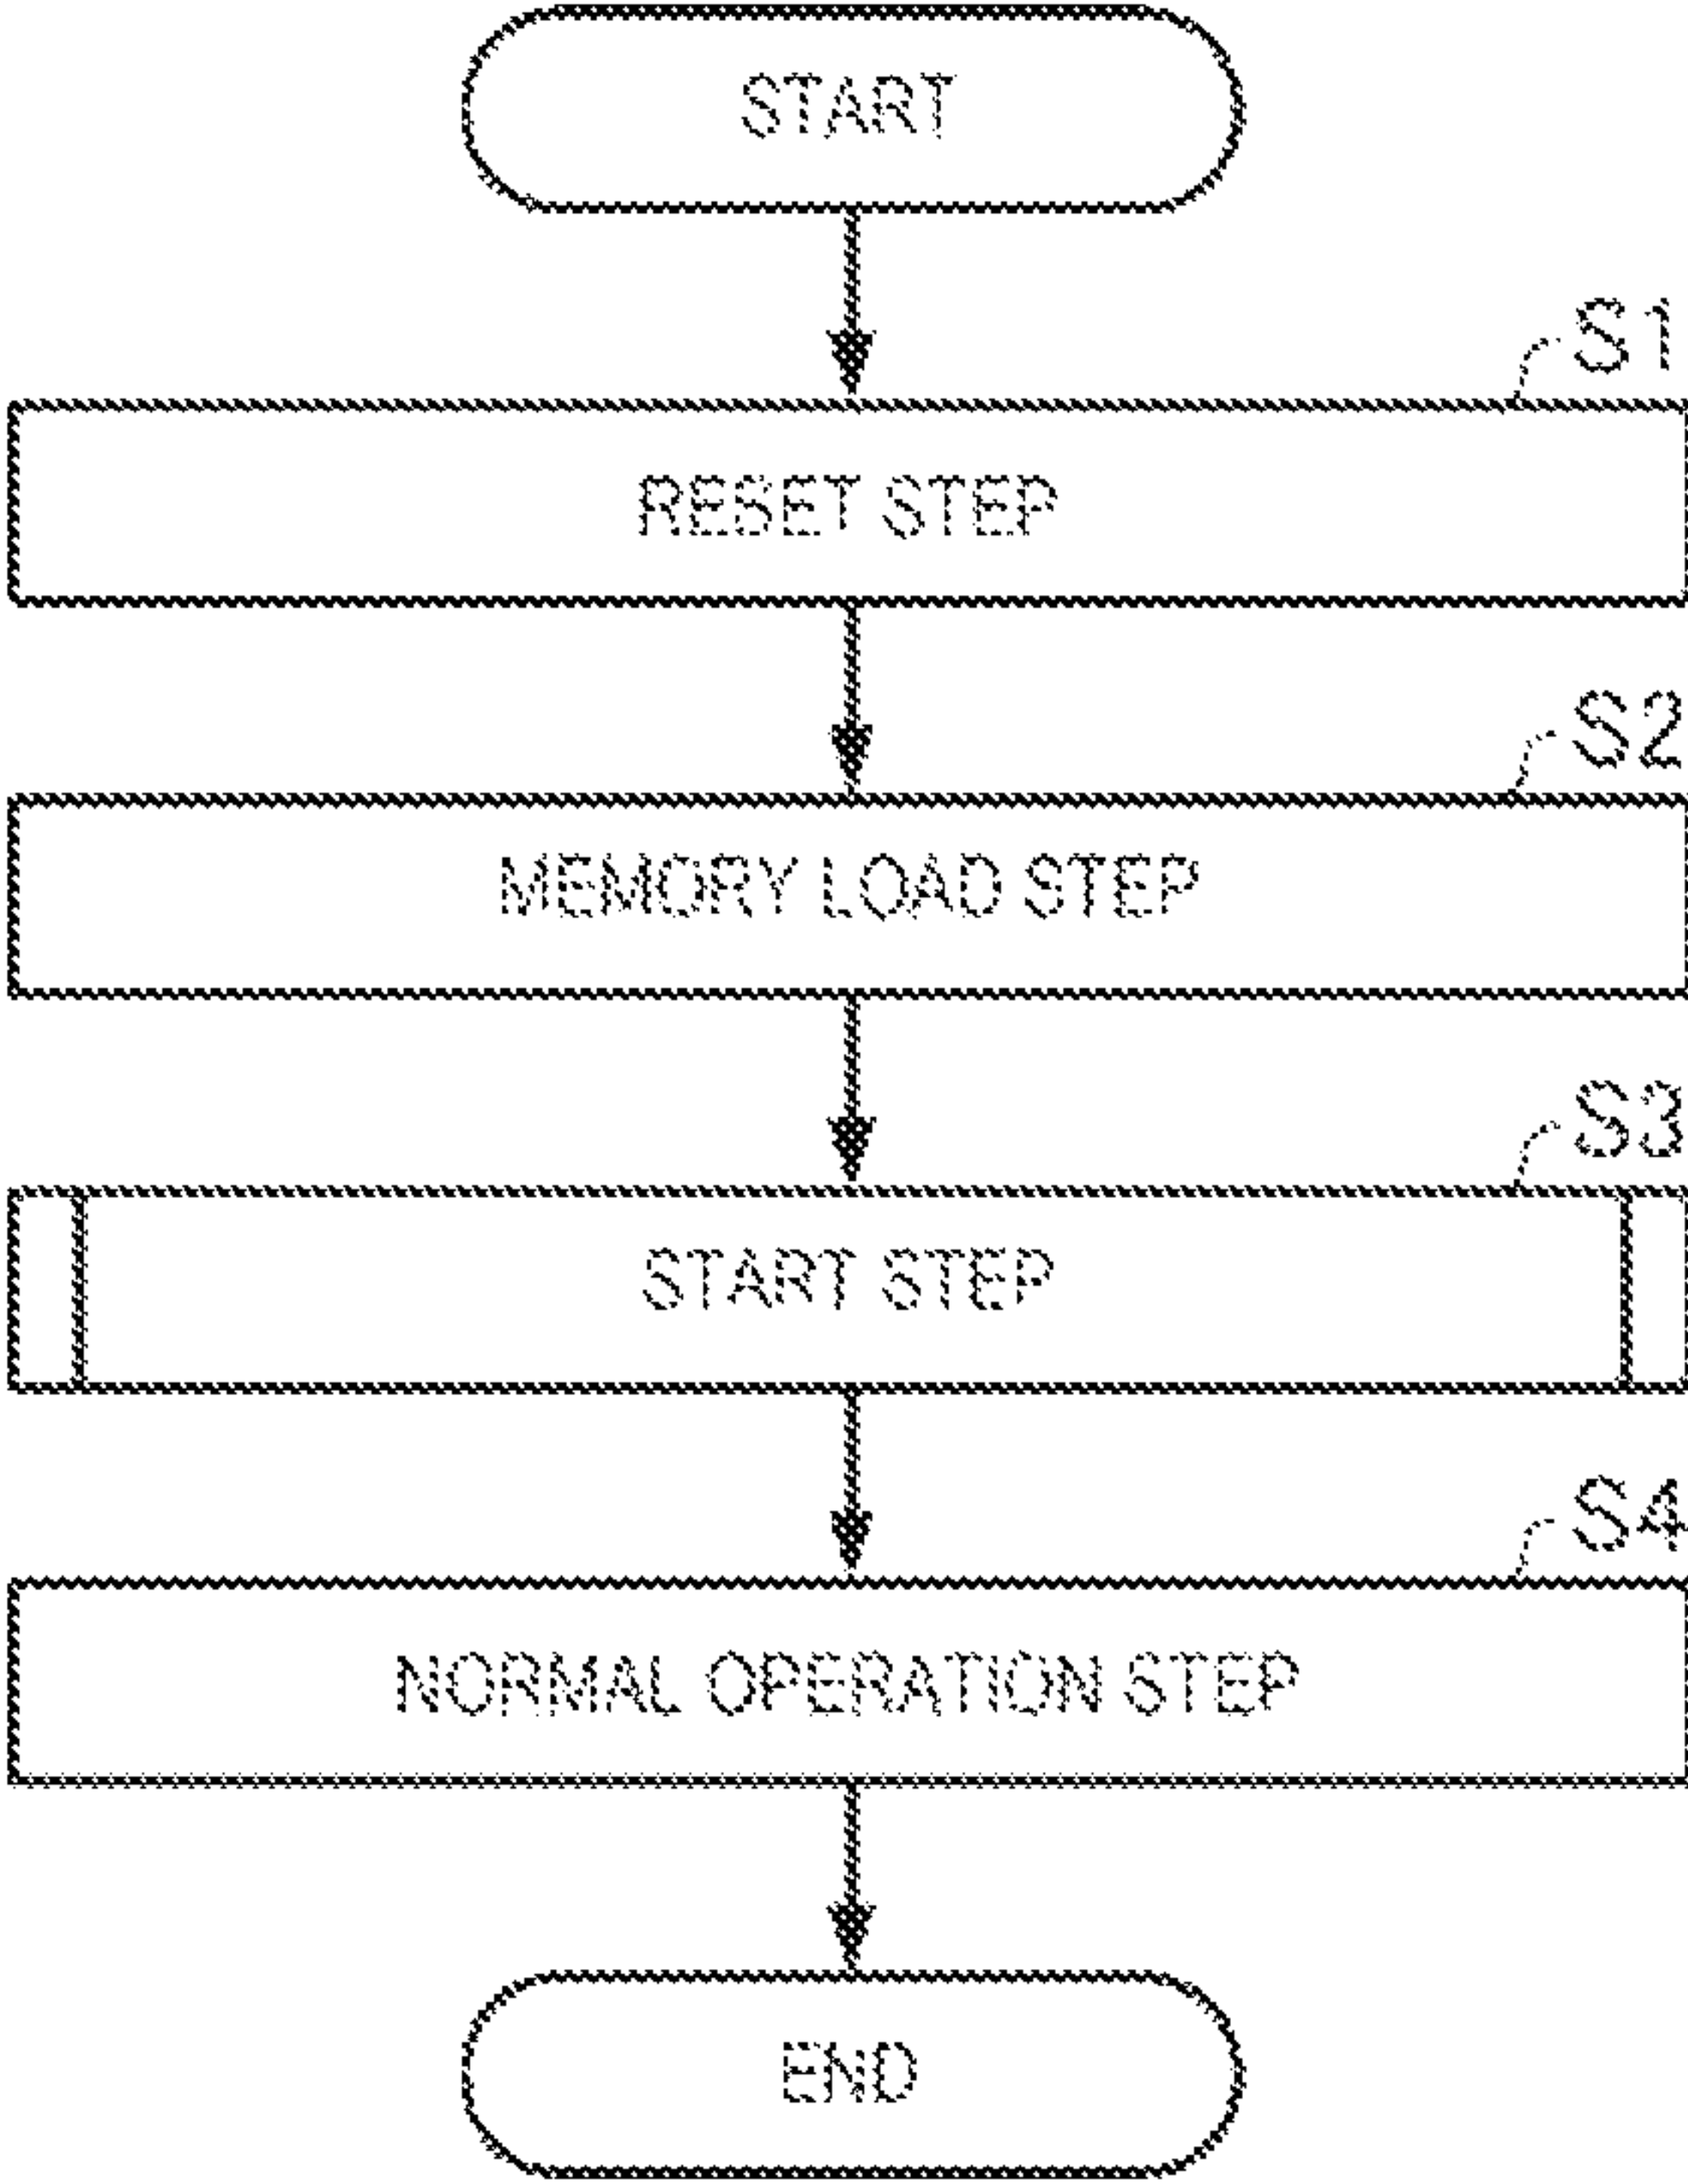 START
S1
RESET STEP
S2
MEMORY LOAD STEP
S3
START STEP
S4
NORMAL OPERATION STEP
END